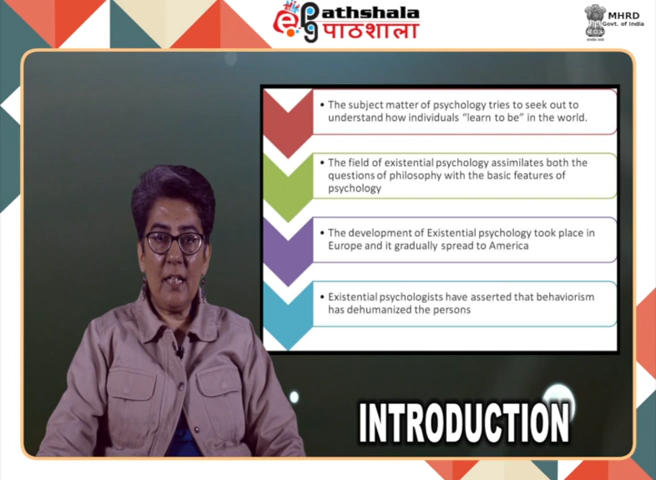 ePG Pathshala
पाठशाला
MHRD
Govt. of India
• The subject matter of psychology tries to seek out to
understand how individuals “learn to be” in the world.
• The field of existential psychology assimilates both the
questions of philosophy with the basic features of
psychology
• The development of Existential psychology took place in
Europe and it gradually spread to America
• Existential psychologists have asserted that behaviorism
has dehumanized the persons
INTRODUCTION